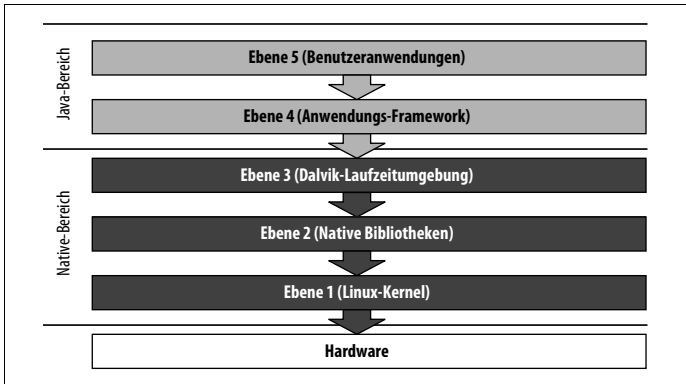 Java-Bereich
Ebene 5 (Benutzeranwendungen)
Ebene 4 (Anwendungs-Framework)
Native-Bereich
Ebene 3 (Dalvik-Laufzeitumgebung)
Ebene 2 (Native Bibliotheken)
Ebene 1 (Linux-Kernel)
Hardware